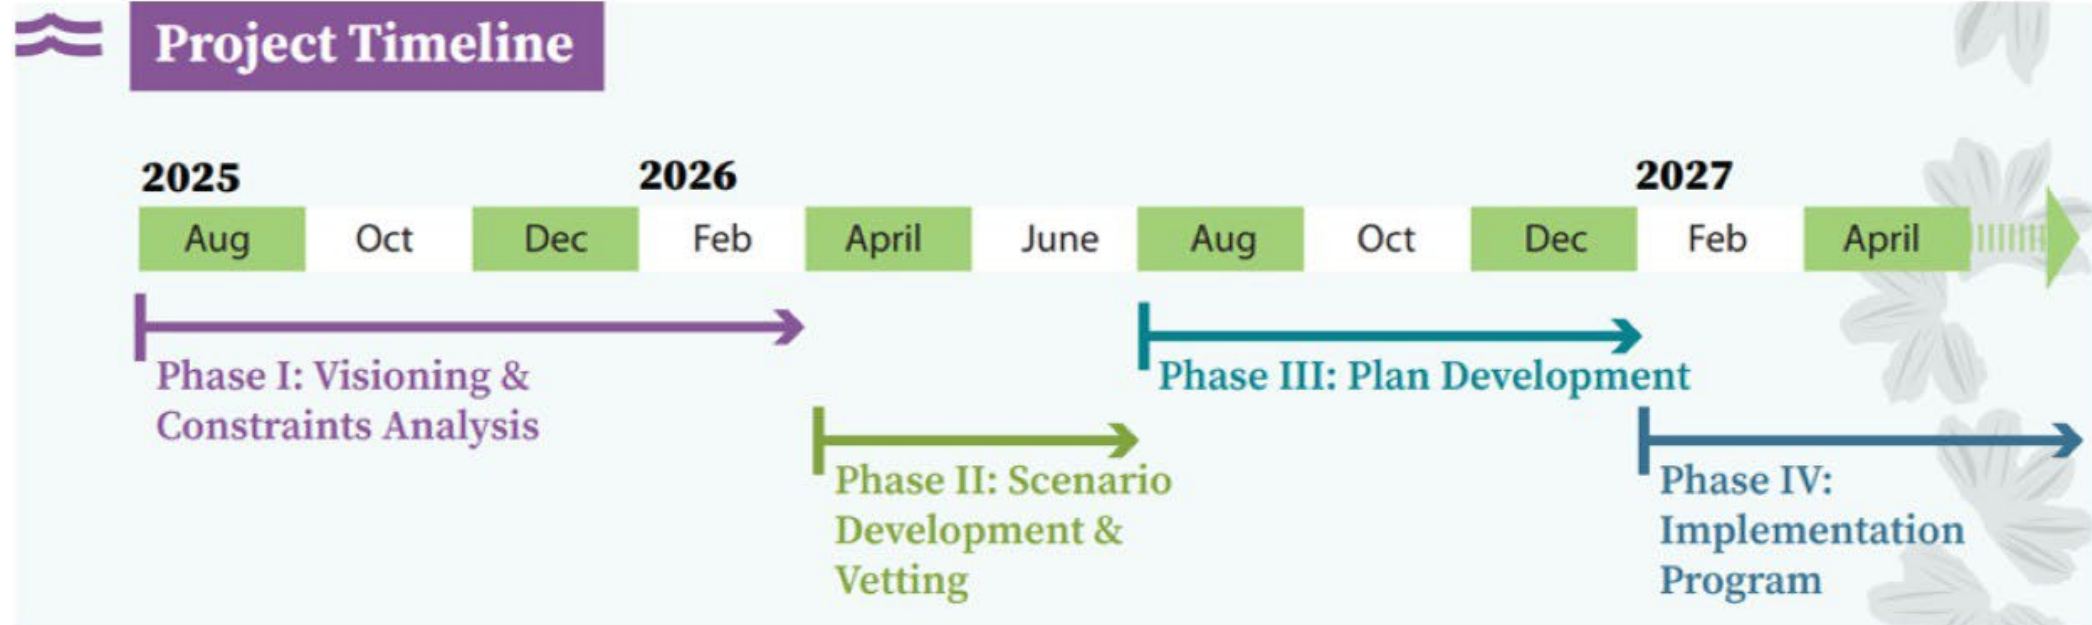 Project Timeline
2025 2026 2027
Aug Oct Dec Feb April June Aug Oct Dec Feb April
Phase I: Visioning &
Constraints Analysis
Phase II: Scenario
Development &
Vetting
Phase III: Plan Development
Phase IV:
Implementation
Program